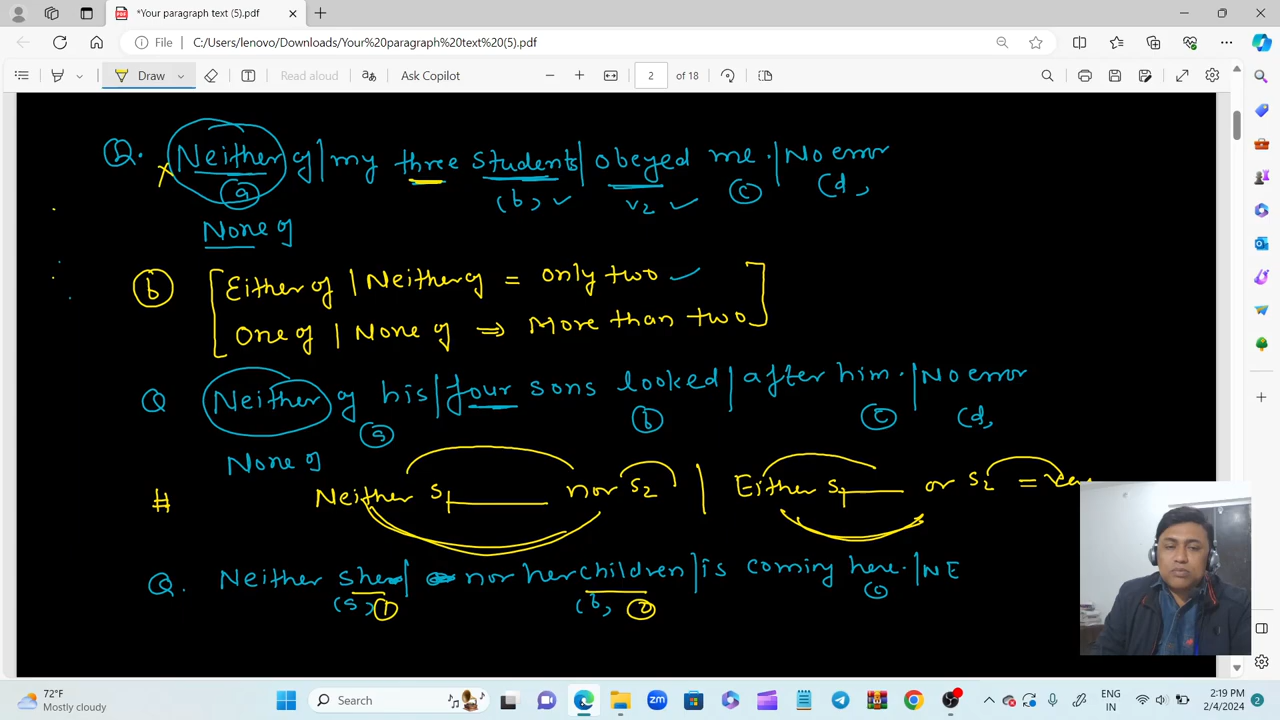 *Your paragraph text (5).pdf
File C:/Users/lenovo/Downloads/Your%20paragraph%20text%20(5).pdf
Draw Read aloud Ask Copilot 2 of 18
Q. Neither of | my three students | obeyed me. | No error
(a) (b) V2 (c) (d)
None of
(b) Either of | Neither of = only two
One of | None of ⇒ More than two
Q Neither of his | four sons looked | after him. | No error
(a) (b) (c) (d)
None of
# Neither S1 nor S2 | Either S1 or S2 =
Q. Neither she | nor her children | is coming here. | NE
(a) (1) (b) (2) (c)
72°F
Mostly cloudy
Search
ENG
IN
2:19 PM
2/4/2024